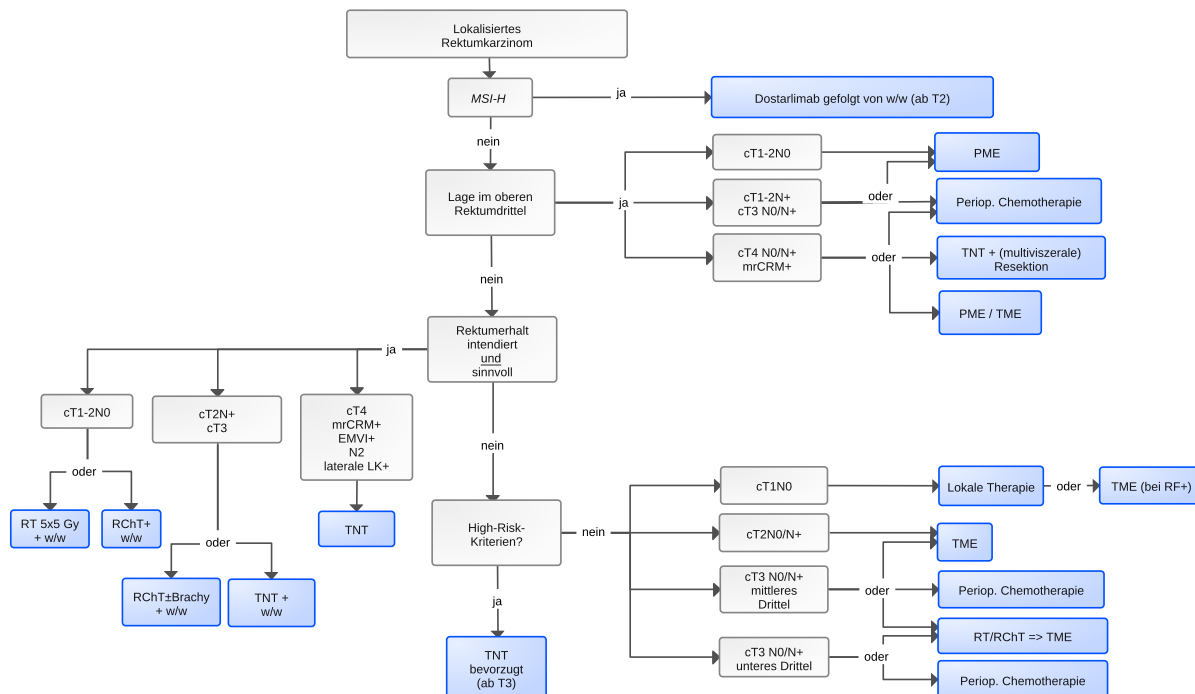 Lokalisiertes
Rektumkarzinom
MSI-H
ja
Dostarlimab gefolgt von w/w (ab T2)
nein
Lage im oberen
Rektumdrittel
ja
cT1-2N0
PME
cT1-2N+
cT3 N0/N+
oder
Periop. Chemotherapie
cT4 N0/N+
mrCRM+
oder
TNT + (multiviszerale)
Resektion
PME / TME
nein
Rektumerhalt
intendiert
und
sinnvoll
ja
cT1-2N0
oder
RT 5x5 Gy
+ w/w
RChT+
w/w
cT2N+
cT3
oder
RChT±Brachy
+ w/w
TNT +
w/w
cT4
mrCRM+
EMVI+
N2
laterale LK+
TNT
nein
High-Risk-
Kriterien?
nein
cT1N0
Lokale Therapie
oder
TME (bei RF+)
cT2N0/N+
TME
cT3 N0/N+
mittleres
Drittel
oder
Periop. Chemotherapie
RT/RChT => TME
cT3 N0/N+
unteres Drittel
oder
Periop. Chemotherapie
ja
TNT
bevorzugt
(ab T3)